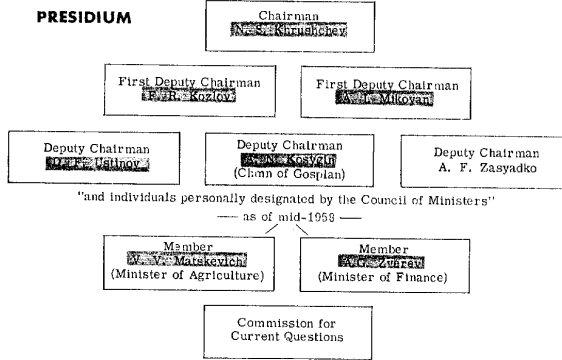 PRESIDIUM
Chairman
N. S. Khrushchev
First Deputy Chairman
F. R. Kozlov
First Deputy Chairman
A. I. Mikoyan
Deputy Chairman
D. F. Ustinov
Deputy Chairman
A. N. Kosygin
(Chmn of Gosplan)
Deputy Chairman
A. F. Zasyadko
"and individuals personally designated by the Council of Ministers"
— as of mid-1959 —
Member
V. V. Matskevich
(Minister of Agriculture)
Member
A.G. Zverev
(Minister of Finance)
Commission for
Current Questions